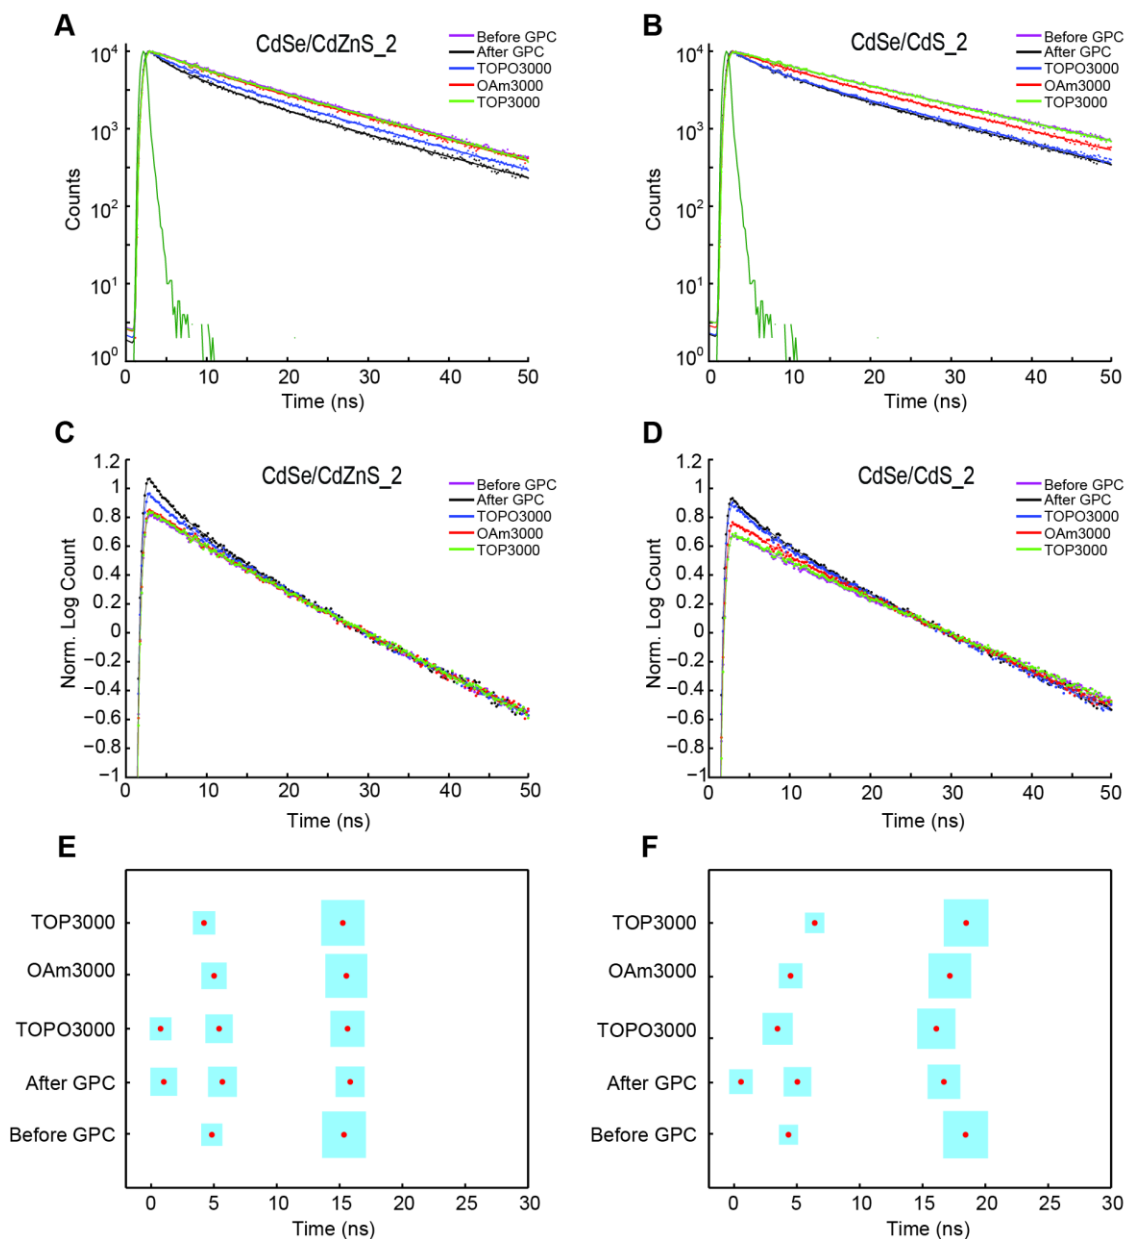 A
CdSe/CdZnS_2
Before GPC
After GPC
TOPO3000
OAm3000
TOP3000
10^4
10^3
10^2
10^1
10^0
Counts
0 10 20 30 40 50
Time (ns)
B
CdSe/CdS_2
Before GPC
After GPC
TOPO3000
OAm3000
TOP3000
10^4
10^3
10^2
10^1
10^0
Counts
0 10 20 30 40 50
Time (ns)
C
CdSe/CdZnS_2
Before GPC
After GPC
TOPO3000
OAm3000
TOP3000
1.2
1
0.8
0.6
0.4
0.2
0
−0.2
−0.4
−0.6
−0.8
−1
Norm. Log Count
0 10 20 30 40 50
Time (ns)
D
CdSe/CdS_2
Before GPC
After GPC
TOPO3000
OAm3000
TOP3000
1.2
1
0.8
0.6
0.4
0.2
0
−0.2
−0.4
−0.6
−0.8
−1
Norm. Log Count
0 10 20 30 40 50
Time (ns)
E
TOP3000
OAm3000
TOPO3000
After GPC
Before GPC
0 5 10 15 20 25 30
Time (ns)
F
TOP3000
OAm3000
TOPO3000
After GPC
Before GPC
0 5 10 15 20 25 30
Time (ns)